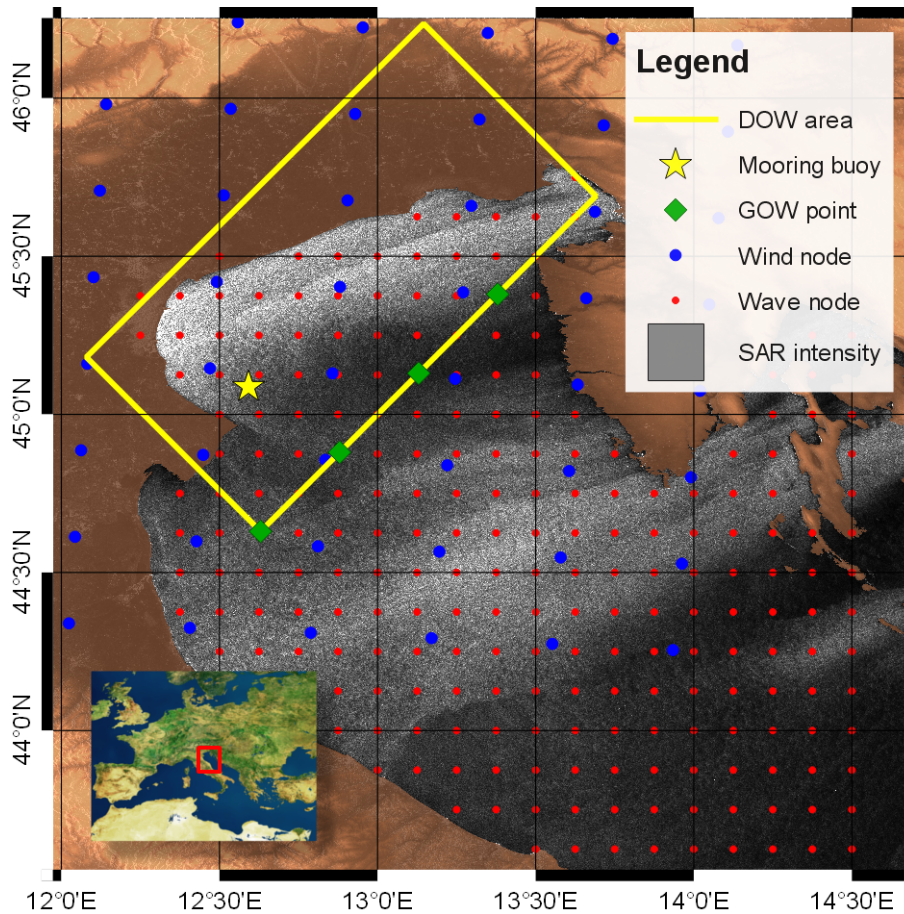 Legend
DOW area
Mooring buoy
GOW point
Wind node
Wave node
SAR intensity
46°0'N
45°30'N
45°0'N
44°30'N
44°0'N
12°0'E
12°30'E
13°0'E
13°30'E
14°0'E
14°30'E